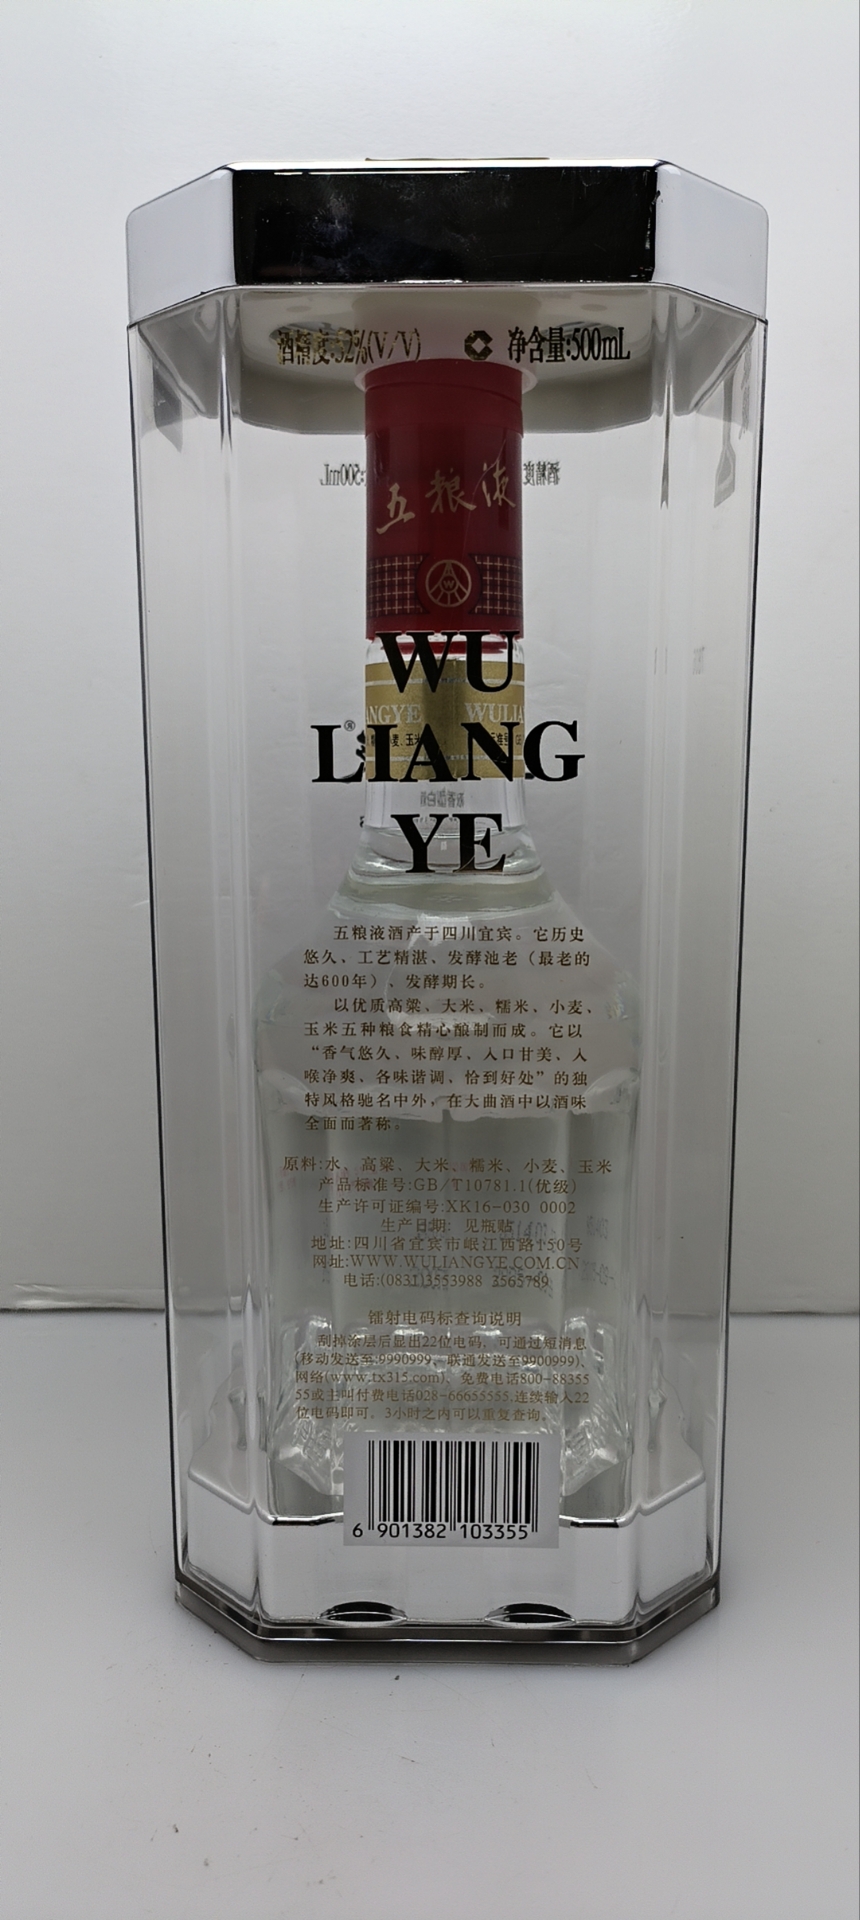 酒精度:52%(V/V) 净含量:500mL
五粮液
W
WU
ANGYE WULIA
LIANG
®
YE
五粮液酒产于四川宜宾。它历史
悠久、工艺精湛、发酵池老（最老的
达600年）、发酵期长。
以优质高粱、大米、糯米、小麦、
玉米五种粮食精心酿制而成。它以
“香气悠久、味醇厚、入口甘美、入
喉净爽、各味谐调、恰到好处”的独
特风格驰名中外，在大曲酒中以酒味
全面而著称。
原料:水、高粱、大米、糯米、小麦、玉米
产品标准号:GB/T10781.1(优级)
生产许可证编号:XK16-030 0002
生产日期: 见瓶贴
地址:四川省宜宾市岷江西路150号
网址:WWW.WULIANGYE.COM.CN
电话:(0831)3553988 3565789
镭射电码标查询说明
刮掉涂层后显出22位电码，可通过短消息
(移动发送至:9990999，联通发送至9900999)、
网络(www.tx315.com)、免费电话800-88355
55或主叫付费电话028-66655555.连续输入22
位电码即可。3小时之内可以重复查询。
6 901382 103355